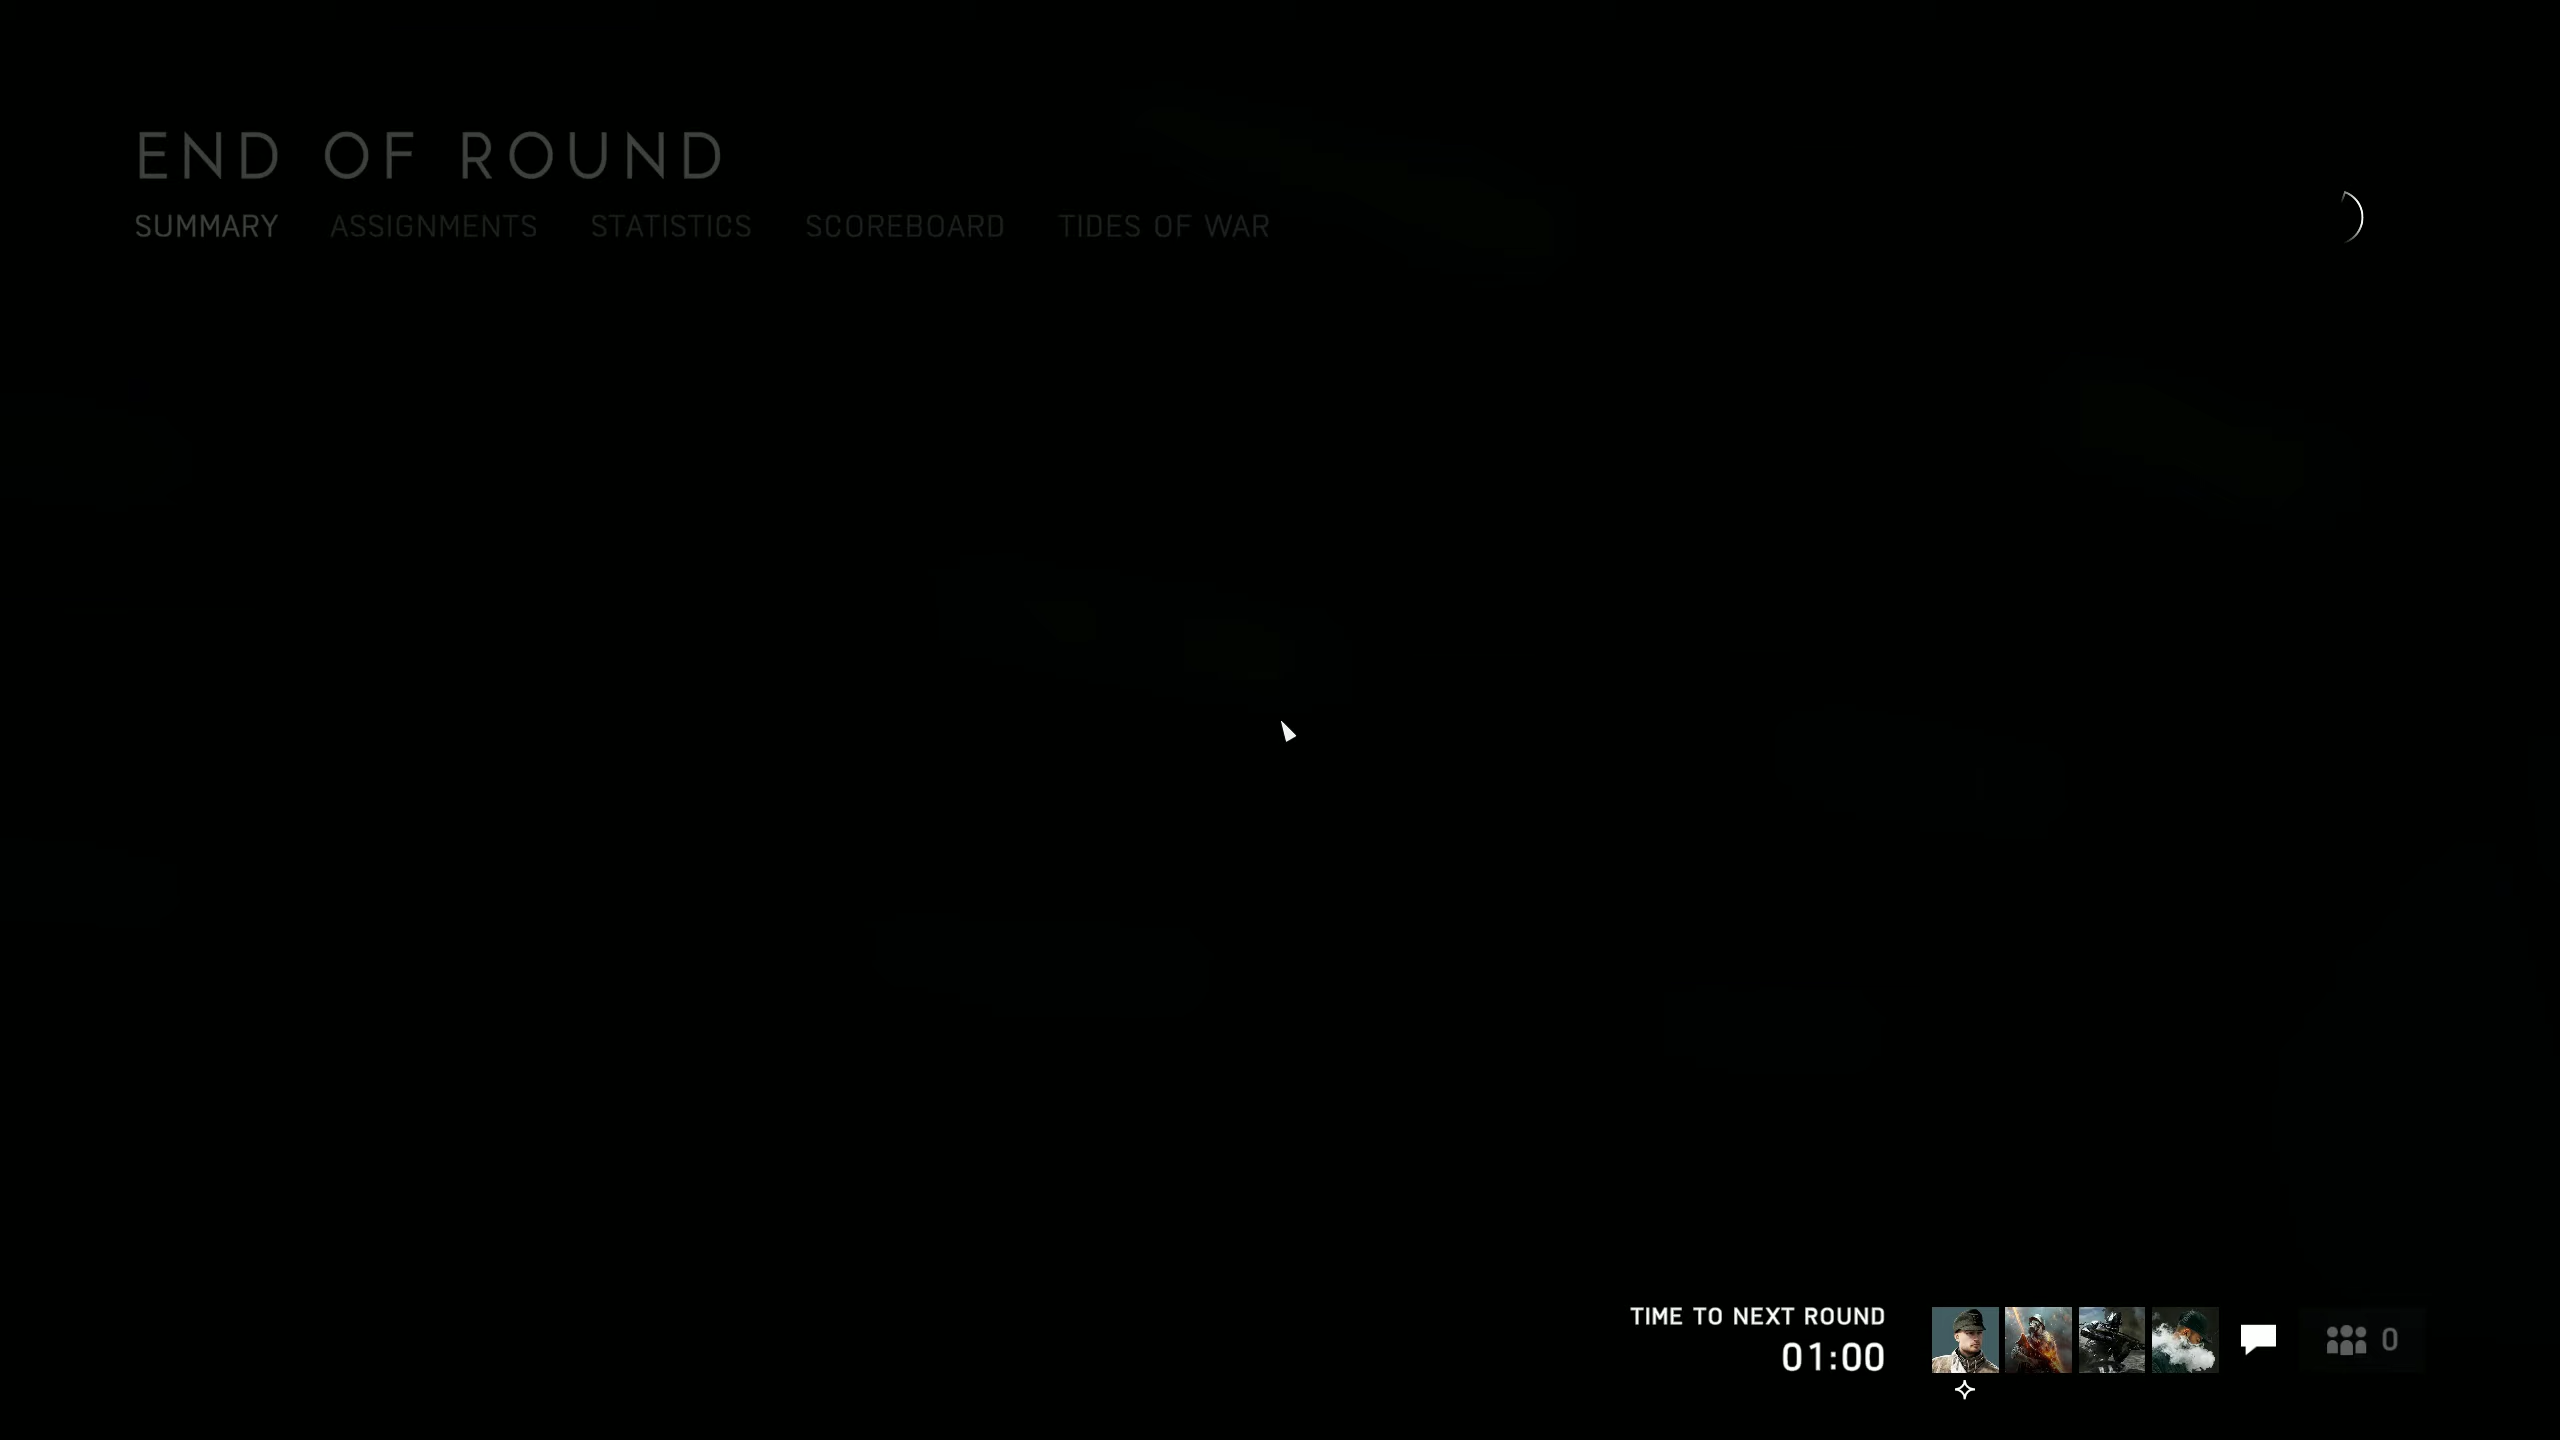 END OF ROUND
SUMMARY ASSIGNMENTS STATISTICS SCOREBOARD TIDES OF WAR
TIME TO NEXT ROUND
01:00
0